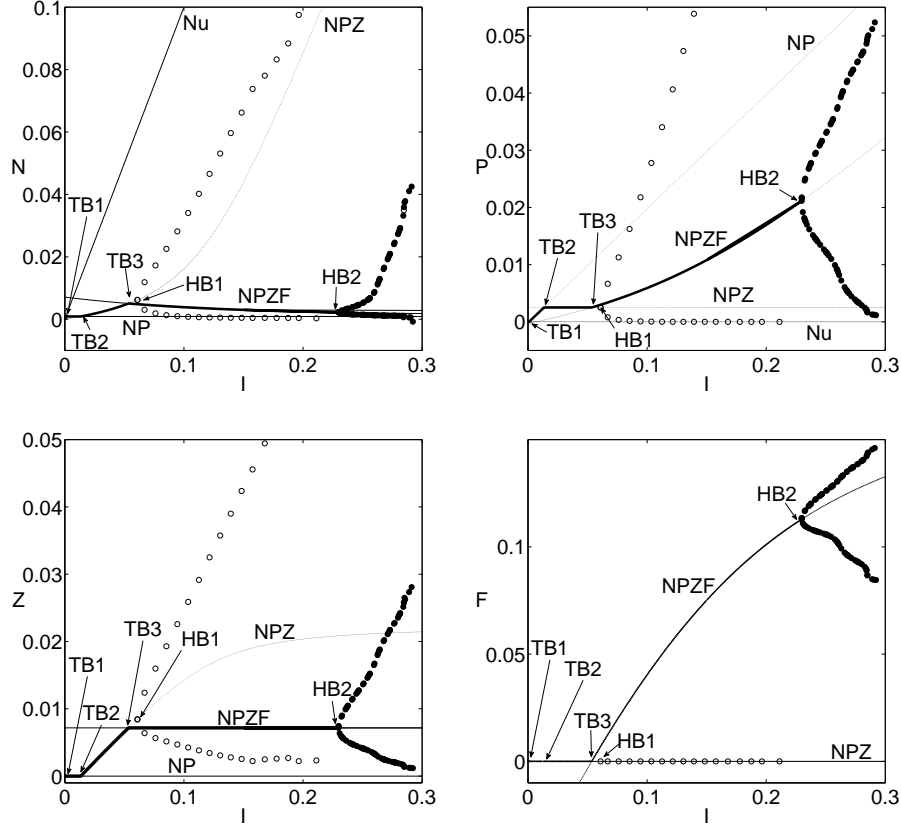 0.1
0.08
0.06
0.04
0.02
0
N
Nu
NPZ
TB1
TB3
HB1
HB2
NPZF
NP
TB2
0
0.1
0.2
0.3
I
0.05
0.04
0.03
0.02
0.01
0
P
NP
HB2
TB2
TB3
NPZF
NPZ
TB1
HB1
Nu
0
0.1
0.2
0.3
I
0.05
0.04
0.03
0.02
0.01
0
Z
TB3
HB1
NPZ
TB1
TB2
HB2
NPZF
NP
0
0.1
0.2
0.3
I
0.1
0.05
0
F
HB2
NPZF
TB1
TB2
TB3
HB1
NPZ
0
0.1
0.2
0.3
I